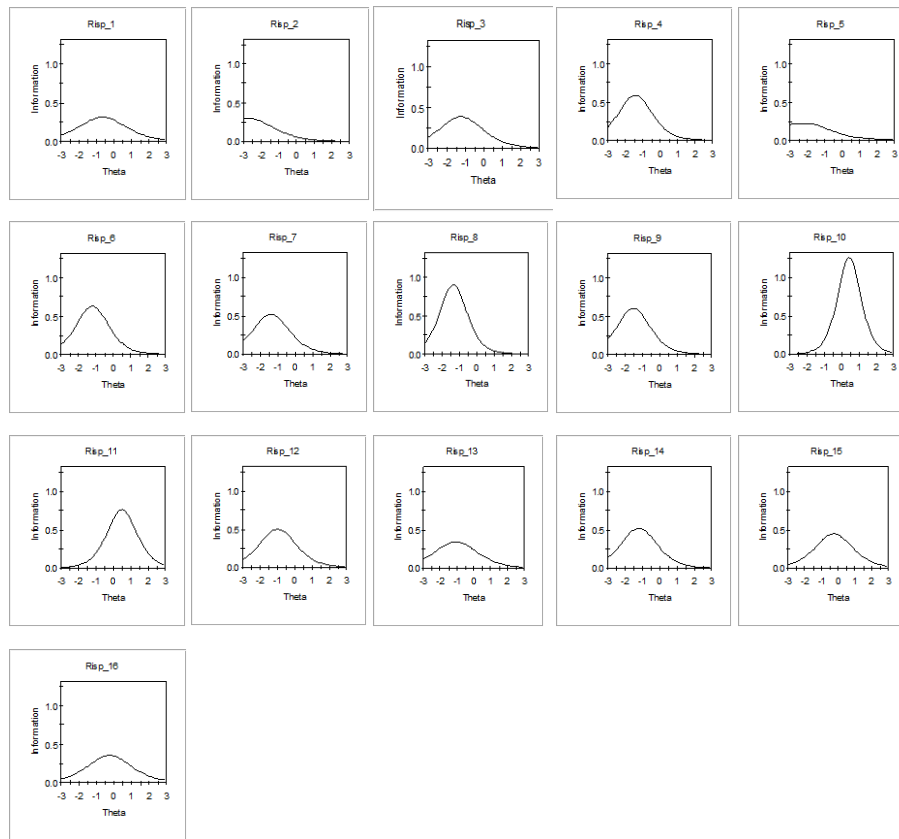 Risp_1 Risp_2 Risp_3 Risp_4 Risp_5
Information Information Information Information Information
1.0 1.0 1.0 1.0 1.0
0.5 0.5 0.5 0.5 0.5
0.0 0.0 0.0 0.0 0.0
-3 -2 -1 0 1 2 3 -3 -2 -1 0 1 2 3 -3 -2 -1 0 1 2 3 -3 -2 -1 0 1 2 3 -3 -2 -1 0 1 2 3
Theta Theta Theta Theta Theta
Risp_6 Risp_7 Risp_8 Risp_9 Risp_10
Information Information Information Information Information
1.0 1.0 1.0 1.0 1.0
0.5 0.5 0.5 0.5 0.5
0.0 0.0 0.0 0.0 0.0
-3 -2 -1 0 1 2 3 -3 -2 -1 0 1 2 3 -3 -2 -1 0 1 2 3 -3 -2 -1 0 1 2 3 -3 -2 -1 0 1 2 3
Theta Theta Theta Theta Theta
Risp_11 Risp_12 Risp_13 Risp_14 Risp_15
Information Information Information Information Information
1.0 1.0 1.0 1.0 1.0
0.5 0.5 0.5 0.5 0.5
0.0 0.0 0.0 0.0 0.0
-3 -2 -1 0 1 2 3 -3 -2 -1 0 1 2 3 -3 -2 -1 0 1 2 3 -3 -2 -1 0 1 2 3 -3 -2 -1 0 1 2 3
Theta Theta Theta Theta Theta
Risp_16
Information
1.0
0.5
0.0
-3 -2 -1 0 1 2 3
Theta